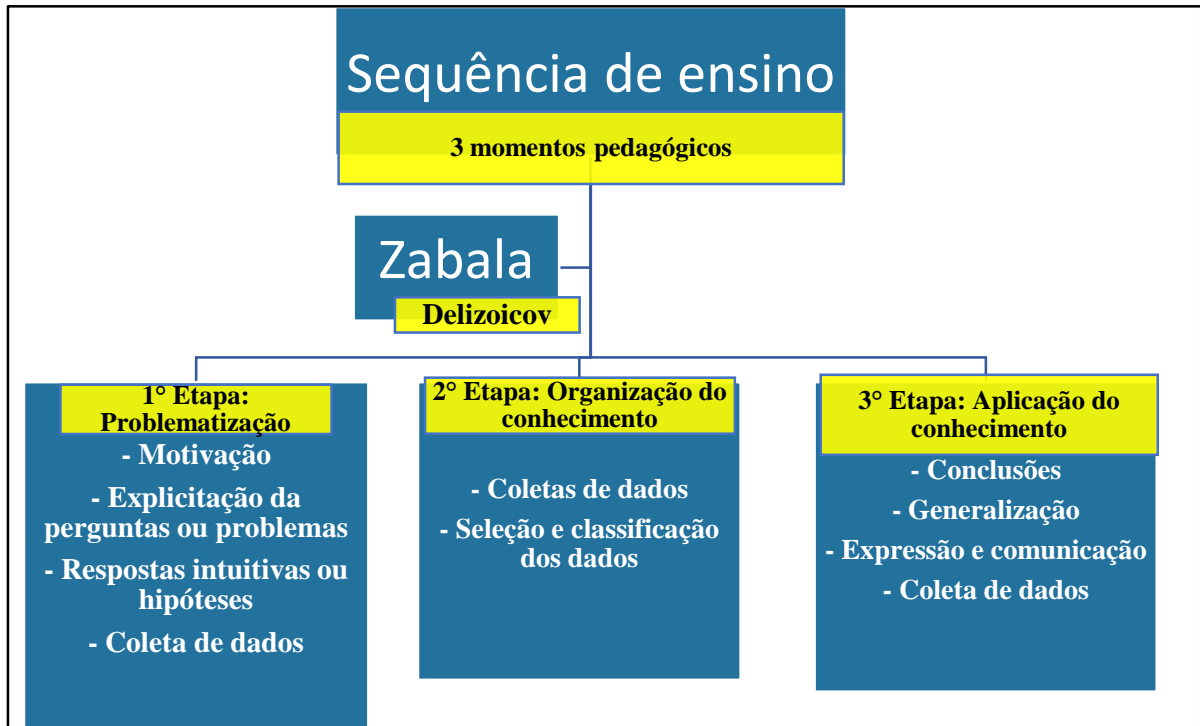 Sequência de ensino
3 momentos pedagógicos
Zabala
Delizoicov
1° Etapa:
Problematização
- Motivação
- Explicitação da
perguntas ou problemas
- Respostas intuitivas ou
hipóteses
- Coleta de dados
2° Etapa: Organização do
conhecimento
- Coletas de dados
- Seleção e classificação
dos dados
3° Etapa: Aplicação do
conhecimento
- Conclusões
- Generalização
- Expressão e comunicação
- Coleta de dados